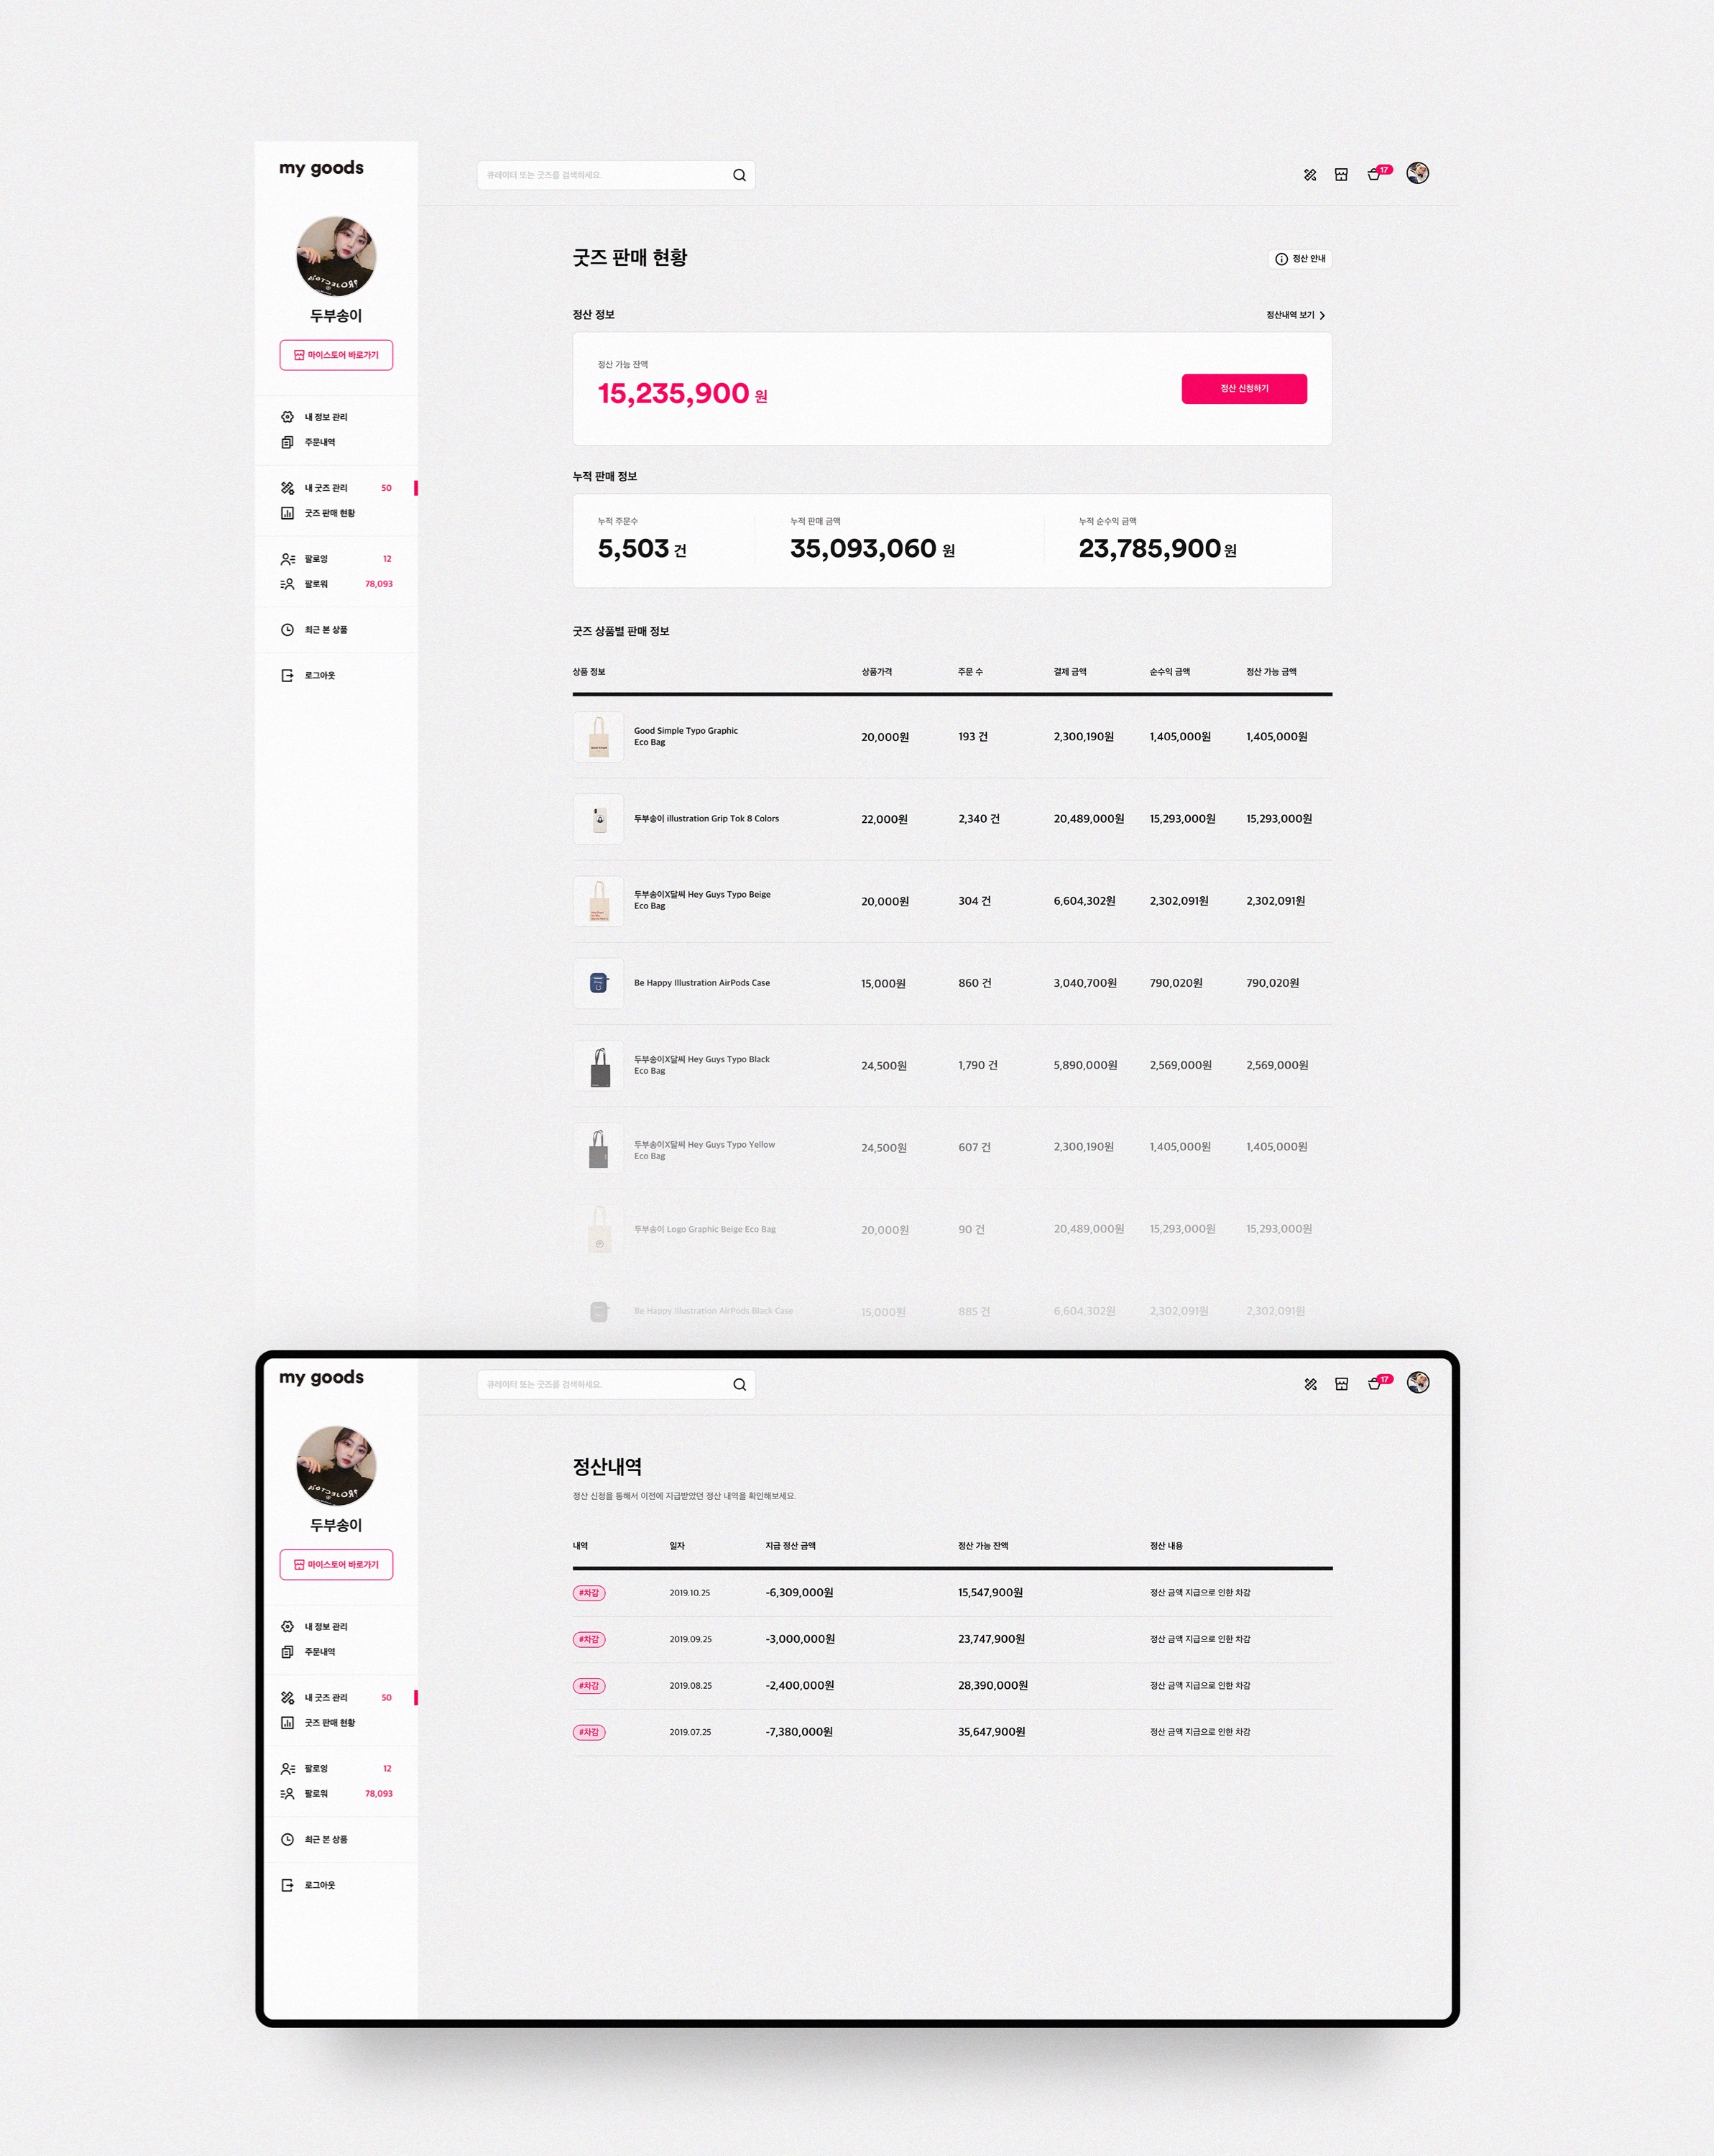 my goods
큐레이터 또는 굿즈를 검색하세요.
17
두부송이
마이스토어 바로가기
내 정보 관리
주문내역
내 굿즈 관리 50
굿즈 판매 현황
팔로잉 12
팔로워 78,093
최근 본 상품
로그아웃
굿즈 판매 현황
정산 안내
정산 정보
정산내역 보기
정산 가능 잔액
15,235,900 원
정산 신청하기
누적 판매 정보
누적 주문수 누적 판매 금액 누적 순수익 금액
5,503 건 35,093,060 원 23,785,900 원
굿즈 상품별 판매 정보
상품 정보 상품가격 주문 수 결제 금액 순수익 금액 정산 가능 금액
Good Simple Typo Graphic
Eco Bag
20,000원 193 건 2,300,190원 1,405,000원 1,405,000원
두부송이 illustration Grip Tok 8 Colors 22,000원 2,340 건 20,489,000원 15,293,000원 15,293,000원
두부송이X달씨 Hey Guys Typo Beige
Eco Bag
20,000원 304 건 6,604,302원 2,302,091원 2,302,091원
Be Happy Illustration AirPods Case 15,000원 860 건 3,040,700원 790,020원 790,020원
두부송이X달씨 Hey Guys Typo Black
Eco Bag
24,500원 1,790 건 5,890,000원 2,569,000원 2,569,000원
두부송이X달씨 Hey Guys Typo Yellow
Eco Bag
24,500원 607 건 2,300,190원 1,405,000원 1,405,000원
두부송이 Logo Graphic Beige Eco Bag 20,000원 90 건 20,489,000원 15,293,000원 15,293,000원
Be Happy Illustration AirPods Black Case 15,000원 885 건 6,604,302원 2,302,091원 2,302,091원
my goods
큐레이터 또는 굿즈를 검색하세요.
17
두부송이
마이스토어 바로가기
내 정보 관리
주문내역
내 굿즈 관리 50
굿즈 판매 현황
팔로잉 12
팔로워 78,093
최근 본 상품
로그아웃
정산내역
정산 신청을 통해서 이전에 지급받았던 정산 내역을 확인해보세요.
내역 일자 지급 정산 금액 정산 가능 잔액 정산 내용
#차감 2019.10.25 -6,309,000원 15,547,900원 정산 금액 지급으로 인한 차감
#차감 2019.09.25 -3,000,000원 23,747,900원 정산 금액 지급으로 인한 차감
#차감 2019.08.25 -2,400,000원 28,390,000원 정산 금액 지급으로 인한 차감
#차감 2019.07.25 -7,380,000원 35,647,900원 정산 금액 지급으로 인한 차감